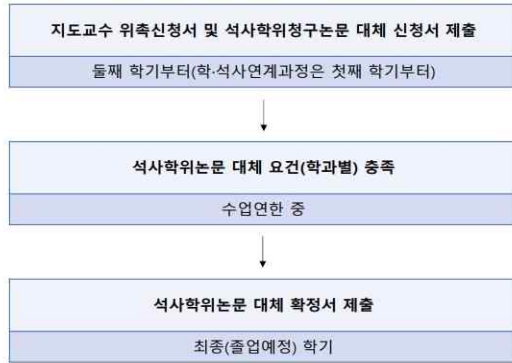 지도교수 위촉신청서 및 석사학위청구논문 대체 신청서 제출
둘째 학기부터(학·석사연계과정은 첫째 학기부터)
석사학위논문 대체 요건(학과별) 충족
수업연한 중
석사학위논문 대체 확정서 제출
최종(졸업예정) 학기